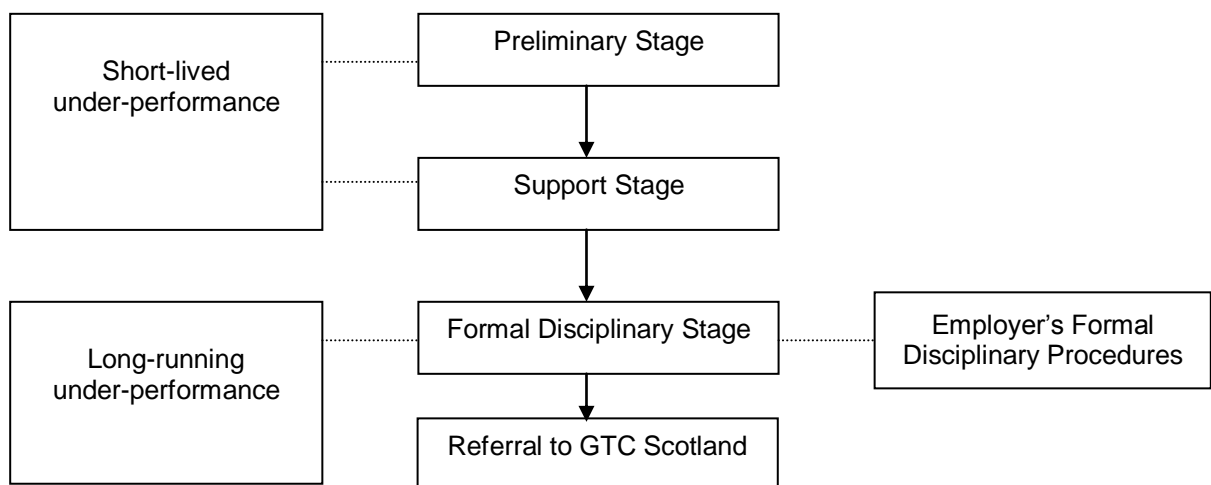 Preliminary Stage
Short-lived
under-performance
Support Stage
Formal Disciplinary Stage
Employer’s Formal
Disciplinary Procedures
Long-running
under-performance
Referral to GTC Scotland